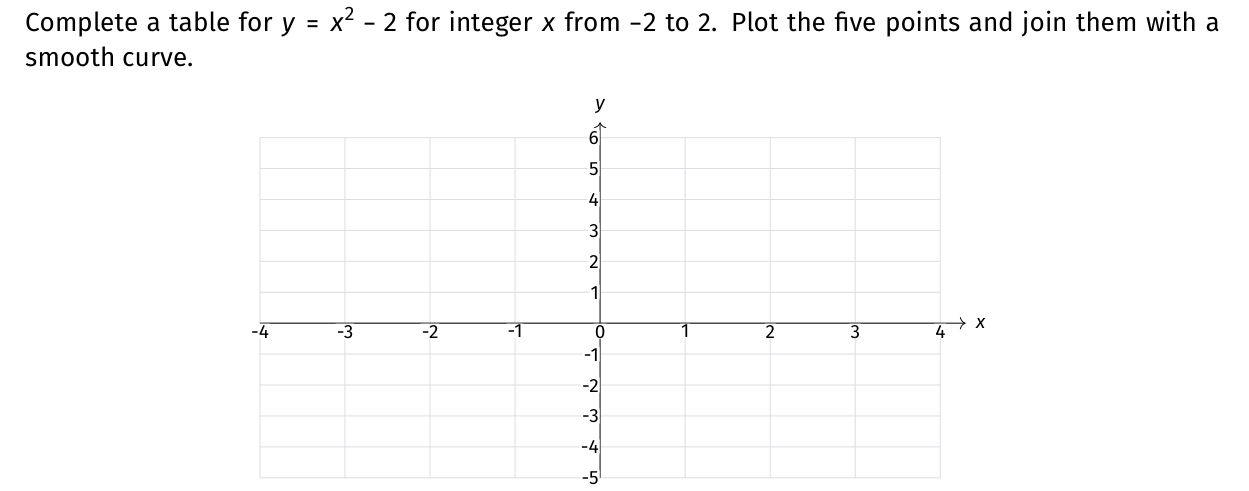 Complete a table for y = x² – 2 for integer x from –2 to 2. Plot the five points and join them with a
smooth curve.
y
6
5
4
3
2
1
-4 -3 -2 -1 0 1 2 3 4 x
-1
-2
-3
-4
-5